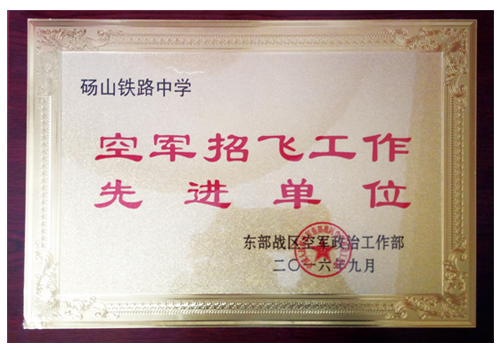 砀山铁路中学
空军招飞工作
先进单位
东部战区空军政治工作部
二〇一六年九月